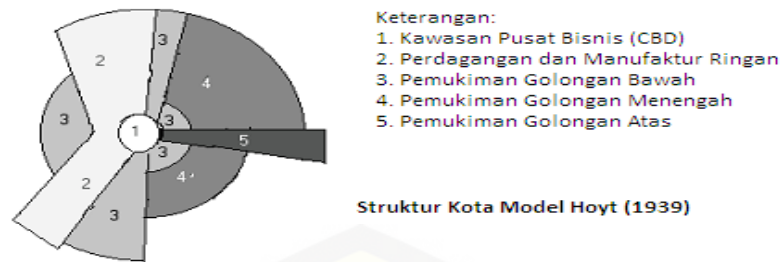 Keterangan:
1. Kawasan Pusat Bisnis (CBD)
2. Perdagangan dan Manufaktur Ringan
3. Pemukiman Golongan Bawah
4. Pemukiman Golongan Menengah
5. Pemukiman Golongan Atas
Struktur Kota Model Hoyt (1939)
3
2
4
3
3
1
5
3
4
2
3